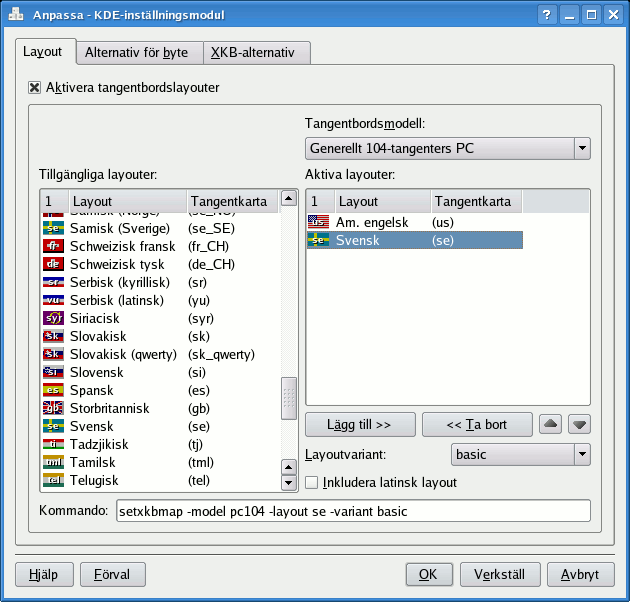 Anpassa - KDE-inställningsmodul
Layout Alternativ för byte XKB-alternativ
Aktivera tangentbordslayouter
Tangentbordsmodell:
Generellt 104-tangenters PC
Tillgängliga layouter:
1 Layout Tangentkarta
Samisk (Norge) (se_NO)
se Samisk (Sverige) (se_SE)
fr Schweizisk fransk (fr_CH)
de Schweizisk tysk (de_CH)
sr Serbisk (kyrillisk) (sr)
vu Serbisk (latinsk) (yu)
syr Siriacisk (syr)
sk Slovakisk (sk)
sk Slovakisk (qwerty) (sk_qwerty)
si Slovensk (si)
es Spansk (es)
gb Storbritannisk (gb)
se Svensk (se)
tj Tadzjikisk (tj)
tml Tamilsk (tml)
tel Telugisk (tel)
Aktiva layouter:
1 Layout Tangentkarta
us Am. engelsk (us)
se Svensk (se)
Lägg till >> << Ta bort
Layoutvariant: basic
Inkludera latinsk layout
Kommando: setxkbmap -model pc104 -layout se -variant basic
Hjälp Förval OK Verkställ Avbryt